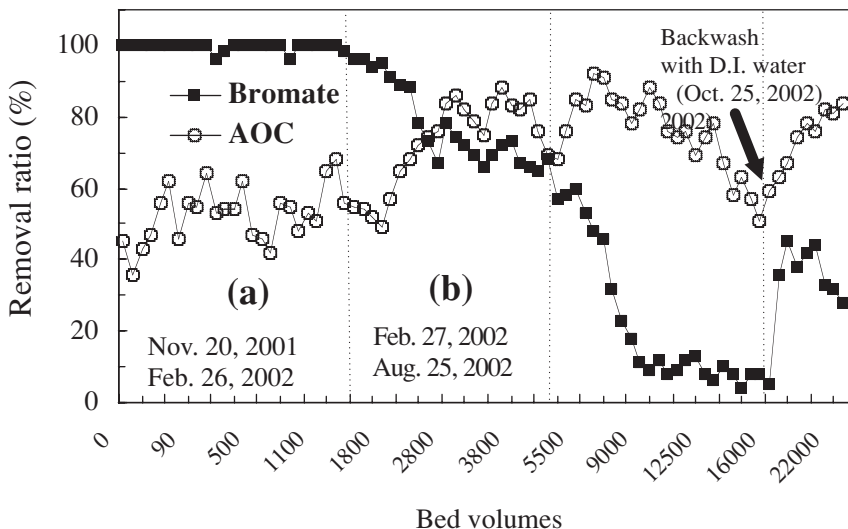 Removal ratio (%)
100
80
60
40
20
0
Bromate
AOC
(a)
Nov. 20, 2001
Feb. 26, 2002
(b)
Feb. 27, 2002
Aug. 25, 2002
Backwash
with D.I. water
(Oct. 25, 2002)
2002)
0
90
500
1100
1800
2800
3800
5500
9000
12500
16000
22000
Bed volumes